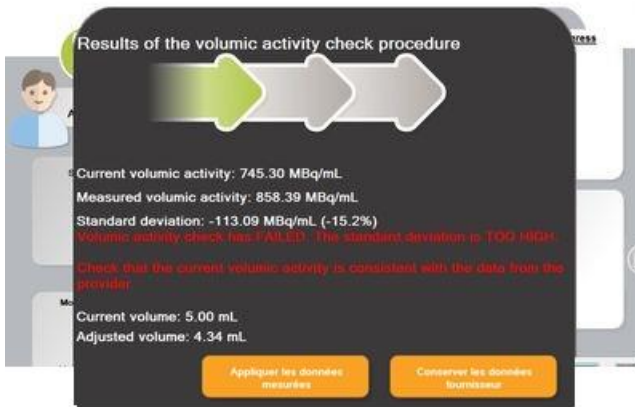 Results of the volumic activity check procedure
ress
Current volumic activity: 745.30 MBq/mL
Measured volumic activity: 858.39 MBq/mL
Standard deviation: -113.09 MBq/mL (-15.2%)
Volumic activity check has FAILED. The standard deviation is TOO HIGH.
Check that the current volumic activity is consistent with the data from the
provider.
Mo
Current volume: 5.00 mL
Adjusted volume: 4.34 mL
Appliquer les données
mesurées
Conserver les données
fournisseur